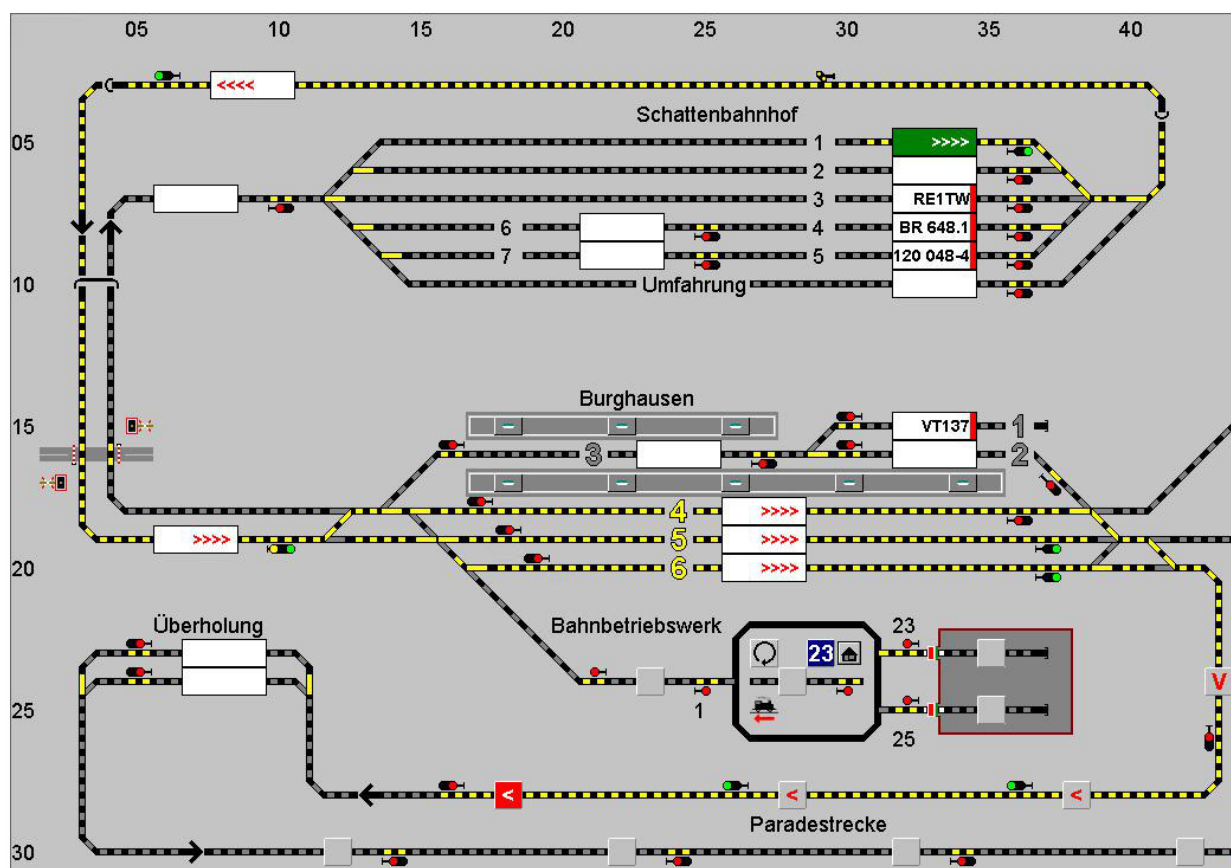 05 10 15 20 25 30 35 40
<<<<
Schattenbahnhof
05 1 >>>>
2
3 RE1TW
6 4 BR 648.1
7 5 120 048-4
10 Umfahrung
Burghausen
15 VT137 1
3 2
4 >>>>
>>>> 5 >>>>
20 6 >>>>
Überholung Bahnbetriebswerk 23
23
V
25 1
25
< < <
Paradestrecke
30